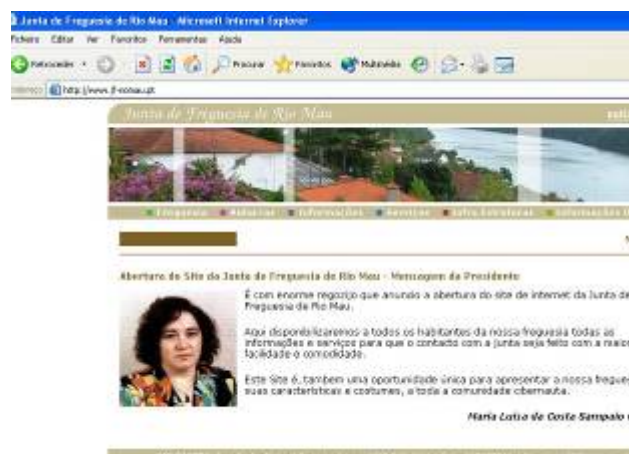 Junta de Freguesia de Rio Mau - Microsoft Internet Explorer
Ficheiro Editar Ver Favoritos Ferramentas Ajuda
Retroceder Procurar Favoritos Multimédia
http://www.jf-riomau.pt
Junta de Freguesia de Rio Mau
Freguesia Autarcas Informações Serviços Infra Estruturas Informações
Abertura do Site da Junta de Freguesia de Rio Mau - Mensagem da Presidente
É com enorme regozijo que anuncio a abertura do site de internet da Junta de
Freguesia de Rio Mau.
Aqui disponibilizaremos a todos os habitantes da nossa freguesia todas as
informações e serviços para que o contacto com a junta seja feito com a maior
facilidade e comodidade.
Este Site é, tambem uma oportunidade única para apresentar a nossa
suas características e costumes, a toda a comunidade cibernauta.
Maria Luísa da Costa Sampaio